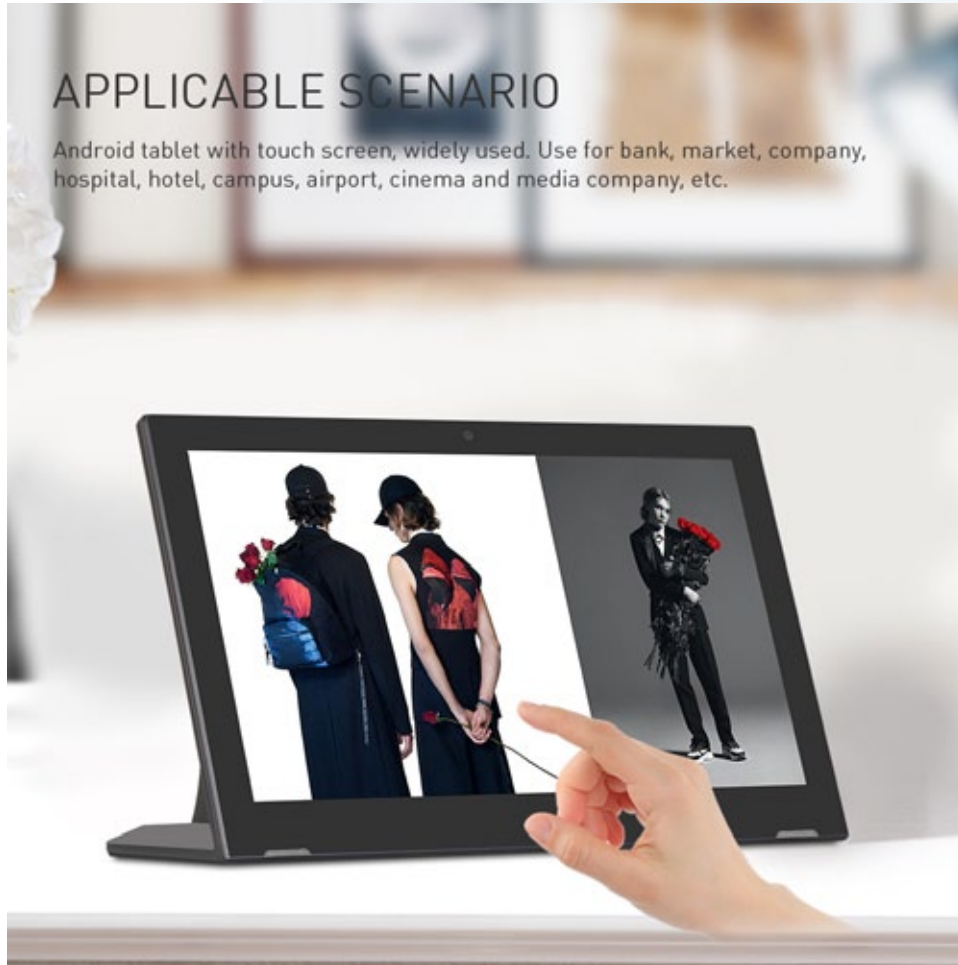 APPLICABLE SCENARIO
Android tablet with touch screen, widely used. Use for bank, market, company,
hospital, hotel, campus, airport, cinema and media company, etc.